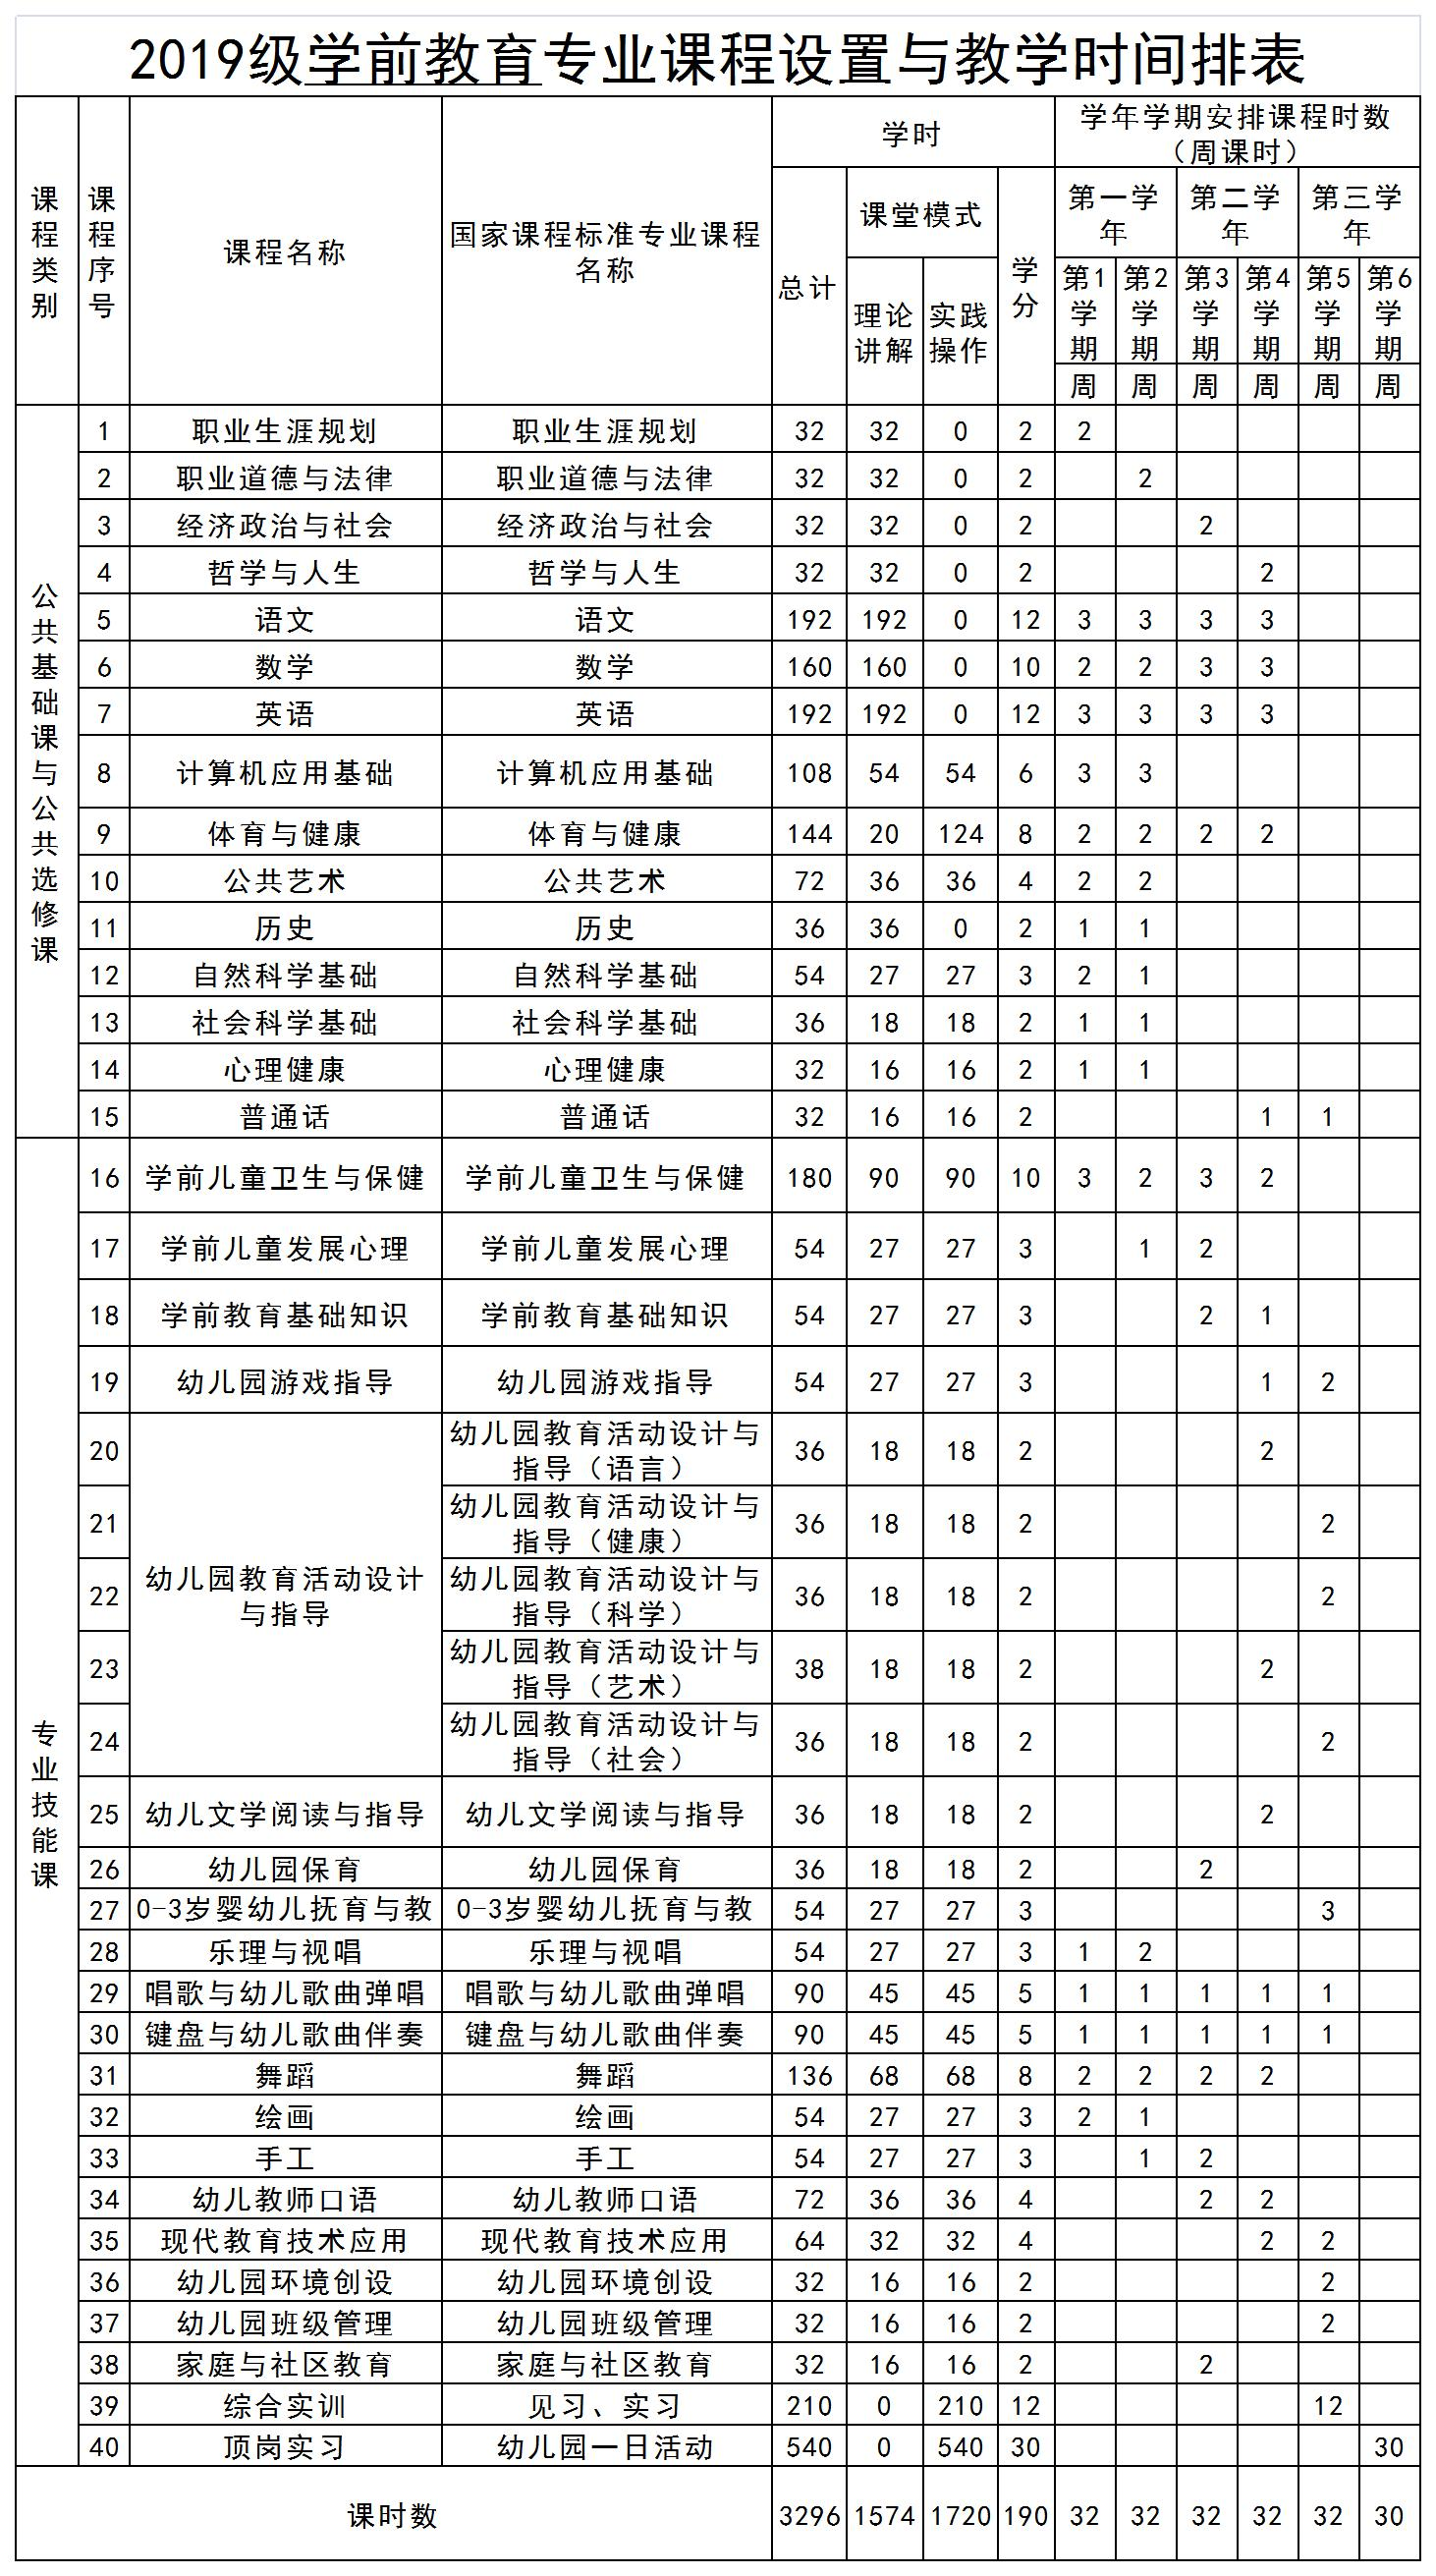 2019级学前教育专业课程设置与教学时间排表
课程类别 课程序号 课程名称 国家课程标准专业课程名称 学时 学年学期安排课程时数（周课时）
总计 课堂模式 学分 第一学年 第二学年 第三学年
理论讲解 实践操作 第1学期 第2学期 第3学期 第4学期 第5学期 第6学期
周 周 周 周 周 周
公共基础课与公共选修课
1 职业生涯规划 职业生涯规划 32 32 0 2 2
2 职业道德与法律 职业道德与法律 32 32 0 2 2
3 经济政治与社会 经济政治与社会 32 32 0 2 2
4 哲学与人生 哲学与人生 32 32 0 2 2
5 语文 语文 192 192 0 12 3 3 3 3
6 数学 数学 160 160 0 10 2 2 3 3
7 英语 英语 192 192 0 12 3 3 3 3
8 计算机应用基础 计算机应用基础 108 54 54 6 3 3
9 体育与健康 体育与健康 144 20 124 8 2 2 2 2
10 公共艺术 公共艺术 72 36 36 4 2 2
11 历史 历史 36 36 0 2 1 1
12 自然科学基础 自然科学基础 54 27 27 3 2 1
13 社会科学基础 社会科学基础 36 18 18 2 1 1
14 心理健康 心理健康 32 16 16 2 1 1
15 普通话 普通话 32 16 16 2 1 1
专业技能课
16 学前儿童卫生与保健 学前儿童卫生与保健 180 90 90 10 3 2 3 2
17 学前儿童发展心理 学前儿童发展心理 54 27 27 3 1 2
18 学前教育基础知识 学前教育基础知识 54 27 27 3 2 1
19 幼儿园游戏指导 幼儿园游戏指导 54 27 27 3 1 2
幼儿园教育活动设计与指导
20 幼儿园教育活动设计与指导（语言） 36 18 18 2 2
21 幼儿园教育活动设计与指导（健康） 36 18 18 2 2
22 幼儿园教育活动设计与指导（科学） 36 18 18 2 2
23 幼儿园教育活动设计与指导（艺术） 38 18 18 2 2
24 幼儿园教育活动设计与指导（社会） 36 18 18 2 2
25 幼儿文学阅读与指导 幼儿文学阅读与指导 36 18 18 2 2
26 幼儿园保育 幼儿园保育 36 18 18 2 2
27 0-3岁婴幼儿抚育与教 0-3岁婴幼儿抚育与教 54 27 27 3 3
28 乐理与视唱 乐理与视唱 54 27 27 3 1 2
29 唱歌与幼儿歌曲弹唱 唱歌与幼儿歌曲弹唱 90 45 45 5 1 1 1 1 1
30 键盘与幼儿歌曲伴奏 键盘与幼儿歌曲伴奏 90 45 45 5 1 1 1 1 1
31 舞蹈 舞蹈 136 68 68 8 2 2 2 2
32 绘画 绘画 54 27 27 3 2 1
33 手工 手工 54 27 27 3 1 2
34 幼儿教师口语 幼儿教师口语 72 36 36 4 2 2
35 现代教育技术应用 现代教育技术应用 64 32 32 4 2 2
36 幼儿园环境创设 幼儿园环境创设 32 16 16 2 2
37 幼儿园班级管理 幼儿园班级管理 32 16 16 2 2
38 家庭与社区教育 家庭与社区教育 32 16 16 2 2
39 综合实训 见习、实习 210 0 210 12 12
40 顶岗实习 幼儿园一日活动 540 0 540 30 30
课时数 3296 1574 1720 190 32 32 32 32 32 30